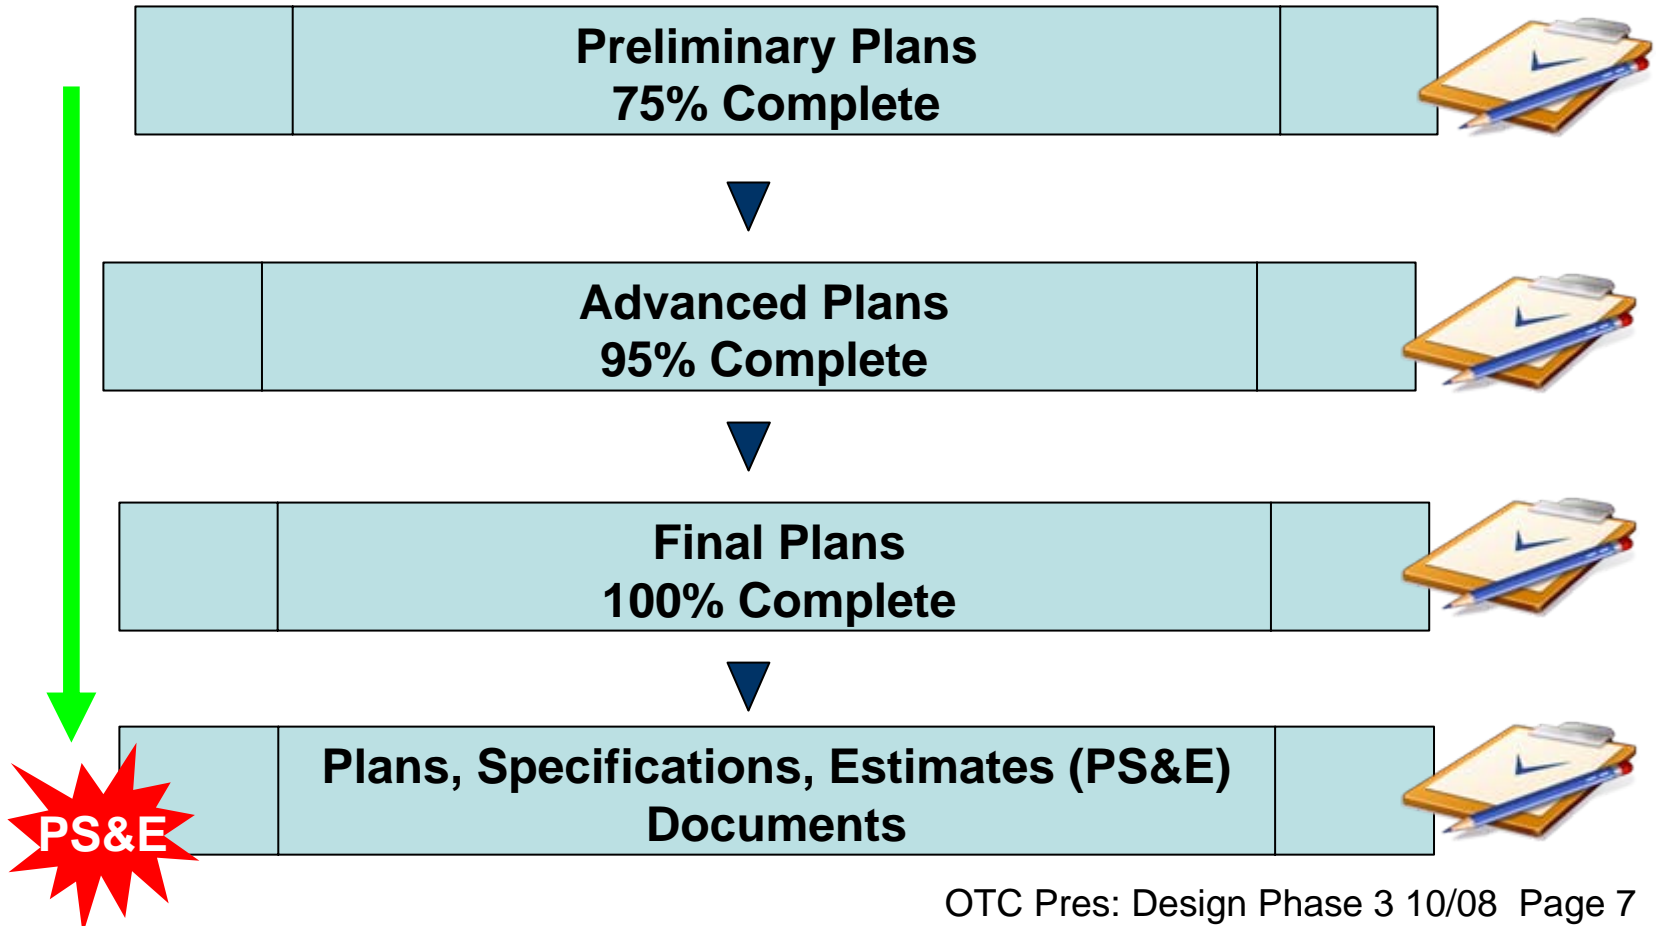 Preliminary Plans
75% Complete
Advanced Plans
95% Complete
Final Plans
100% Complete
Plans, Specifications, Estimates (PS&E)
Documents
PS&E
OTC Pres: Design Phase 3 10/08 Page 7